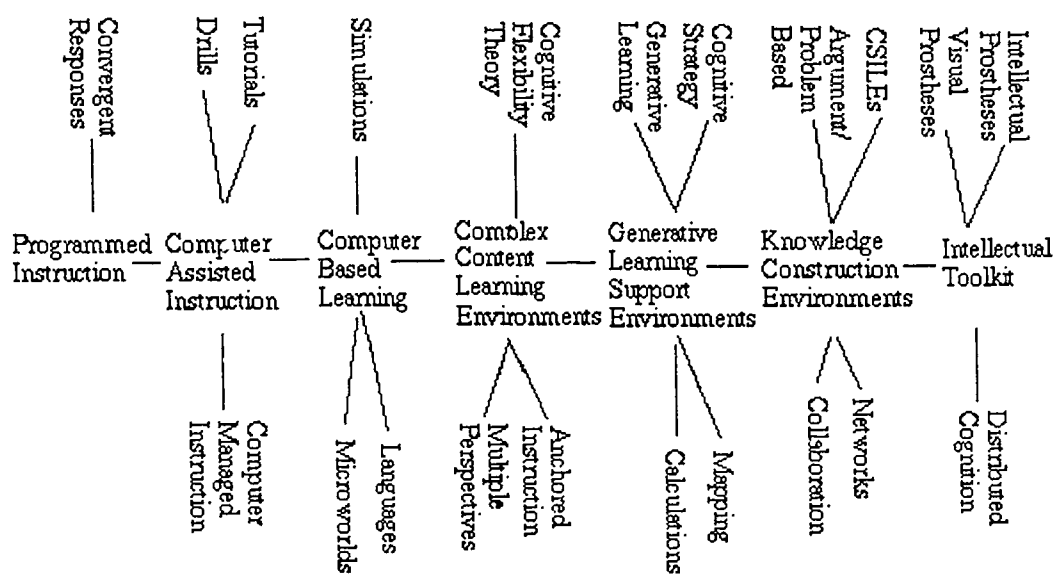 Convergent
Responses
Tutorials
Drills
Simulations
Cognitive
Flexibility
Theory
Cognitive
Strategy
Generative
Learning
CSILEs
Argument/
Problem
Based
Intellectual
Prostheses
Visual
Prostheses
Programmed
Instruction
Computer
Assisted
Instruction
Computer
Based
Learning
Complex
Content
Learning
Environments
Generative
Learning
Support
Environments
Knowledge
Construction
Environments
Intellectual
Toolkit
Computer
Managed
Instruction
Languages
Microworlds
Anchored
Instruction
Multiple
Perspectives
Mapping
Calculations
Networks
Collaboration
Distributed
Cognition